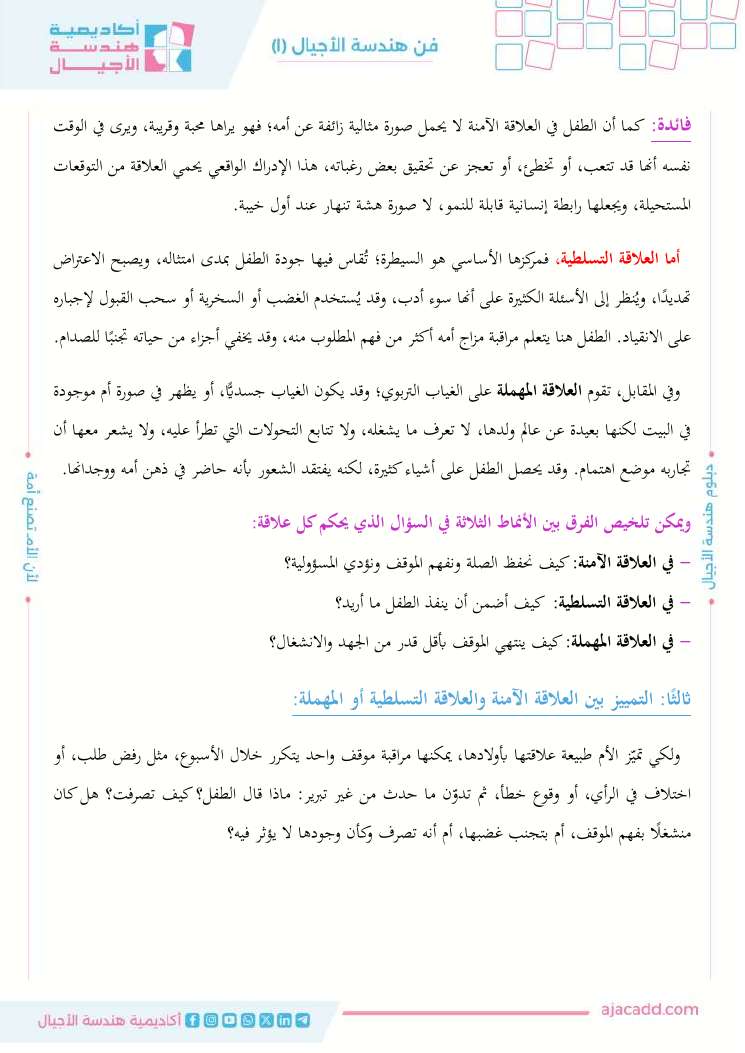 أكاديمية
هندسة
الأجيال
فن هندسة الأجيال (١)
فائدة: كما أن الطفل في العلاقة الآمنة لا يحمل صورة مثالية زائفة عن أمه؛ فهو يراها محبة وقريبة، ويرى في الوقت
نفسه أنها قد تتعب، أو تخطئ، أو تعجز عن تحقيق بعض رغباته، هذا الإدراك الواقعي يحمي العلاقة من التوقعات
المستحيلة، ويجعلها رابطة إنسانية قابلة للنمو، لا صورة هشة تنهار عند أول خيبة.
أما العلاقة التسلطية، فمركزها الأساسي هو السيطرة؛ تُقاس فيها جودة الطفل بمدى امتثاله، ويصبح الاعتراض
تهديدًا، ويُنظر إلى الأسئلة الكثيرة على أنها سوء أدب، وقد يُستخدم الغضب أو السخرية أو سحب القبول لإجباره
على الانقياد. الطفل هنا يتعلم مراقبة مزاج أمه أكثر من فهم المطلوب منه، وقد يخفي أجزاء من حياته تجنبًا للصدام.
وفي المقابل، تقوم العلاقة المهملة على الغياب التربوي؛ وقد يكون الغياب جسديًّا، أو يظهر في صورة أم موجودة
في البيت لكنها بعيدة عن عالم ولدها، لا تعرف ما يشغله، ولا تتابع التحولات التي تطرأ عليه، ولا يشعر معها أن
تجاربه موضع اهتمام. وقد يحصل الطفل على أشياء كثيرة، لكنه يفتقد الشعور بأنه حاضر في ذهن أمه ووجدانها.
ويمكن تلخيص الفرق بين الأنماط الثلاثة في السؤال الذي يحكم كل علاقة:
– في العلاقة الآمنة: كيف نحفظ الصلة ونفهم الموقف ونؤدي المسؤولية؟
– في العلاقة التسلطية: كيف أضمن أن ينفذ الطفل ما أريد؟
– في العلاقة المهملة: كيف ينتهي الموقف بأقل قدر من الجهد والانشغال؟
ثالثًا: التمييز بين العلاقة الآمنة والعلاقة التسلطية أو المهملة:
ولكي تميّز الأم طبيعة علاقتها بأولادها، يمكنها مراقبة موقف واحد يتكرر خلال الأسبوع، مثل رفض طلب، أو
اختلاف في الرأي، أو وقوع خطأ، ثم تدوّن ما حدث من غير تبرير: ماذا قال الطفل؟ كيف تصرفت؟ هل كان
منشغلًا بفهم الموقف، أم بتجنب غضبها، أم أنه تصرف وكأن وجودها لا يؤثر فيه؟
دبلوم هندسة الأجيال
لأن الأم تصنع أمة
أكاديمية هندسة الأجيال
ajacadd.com